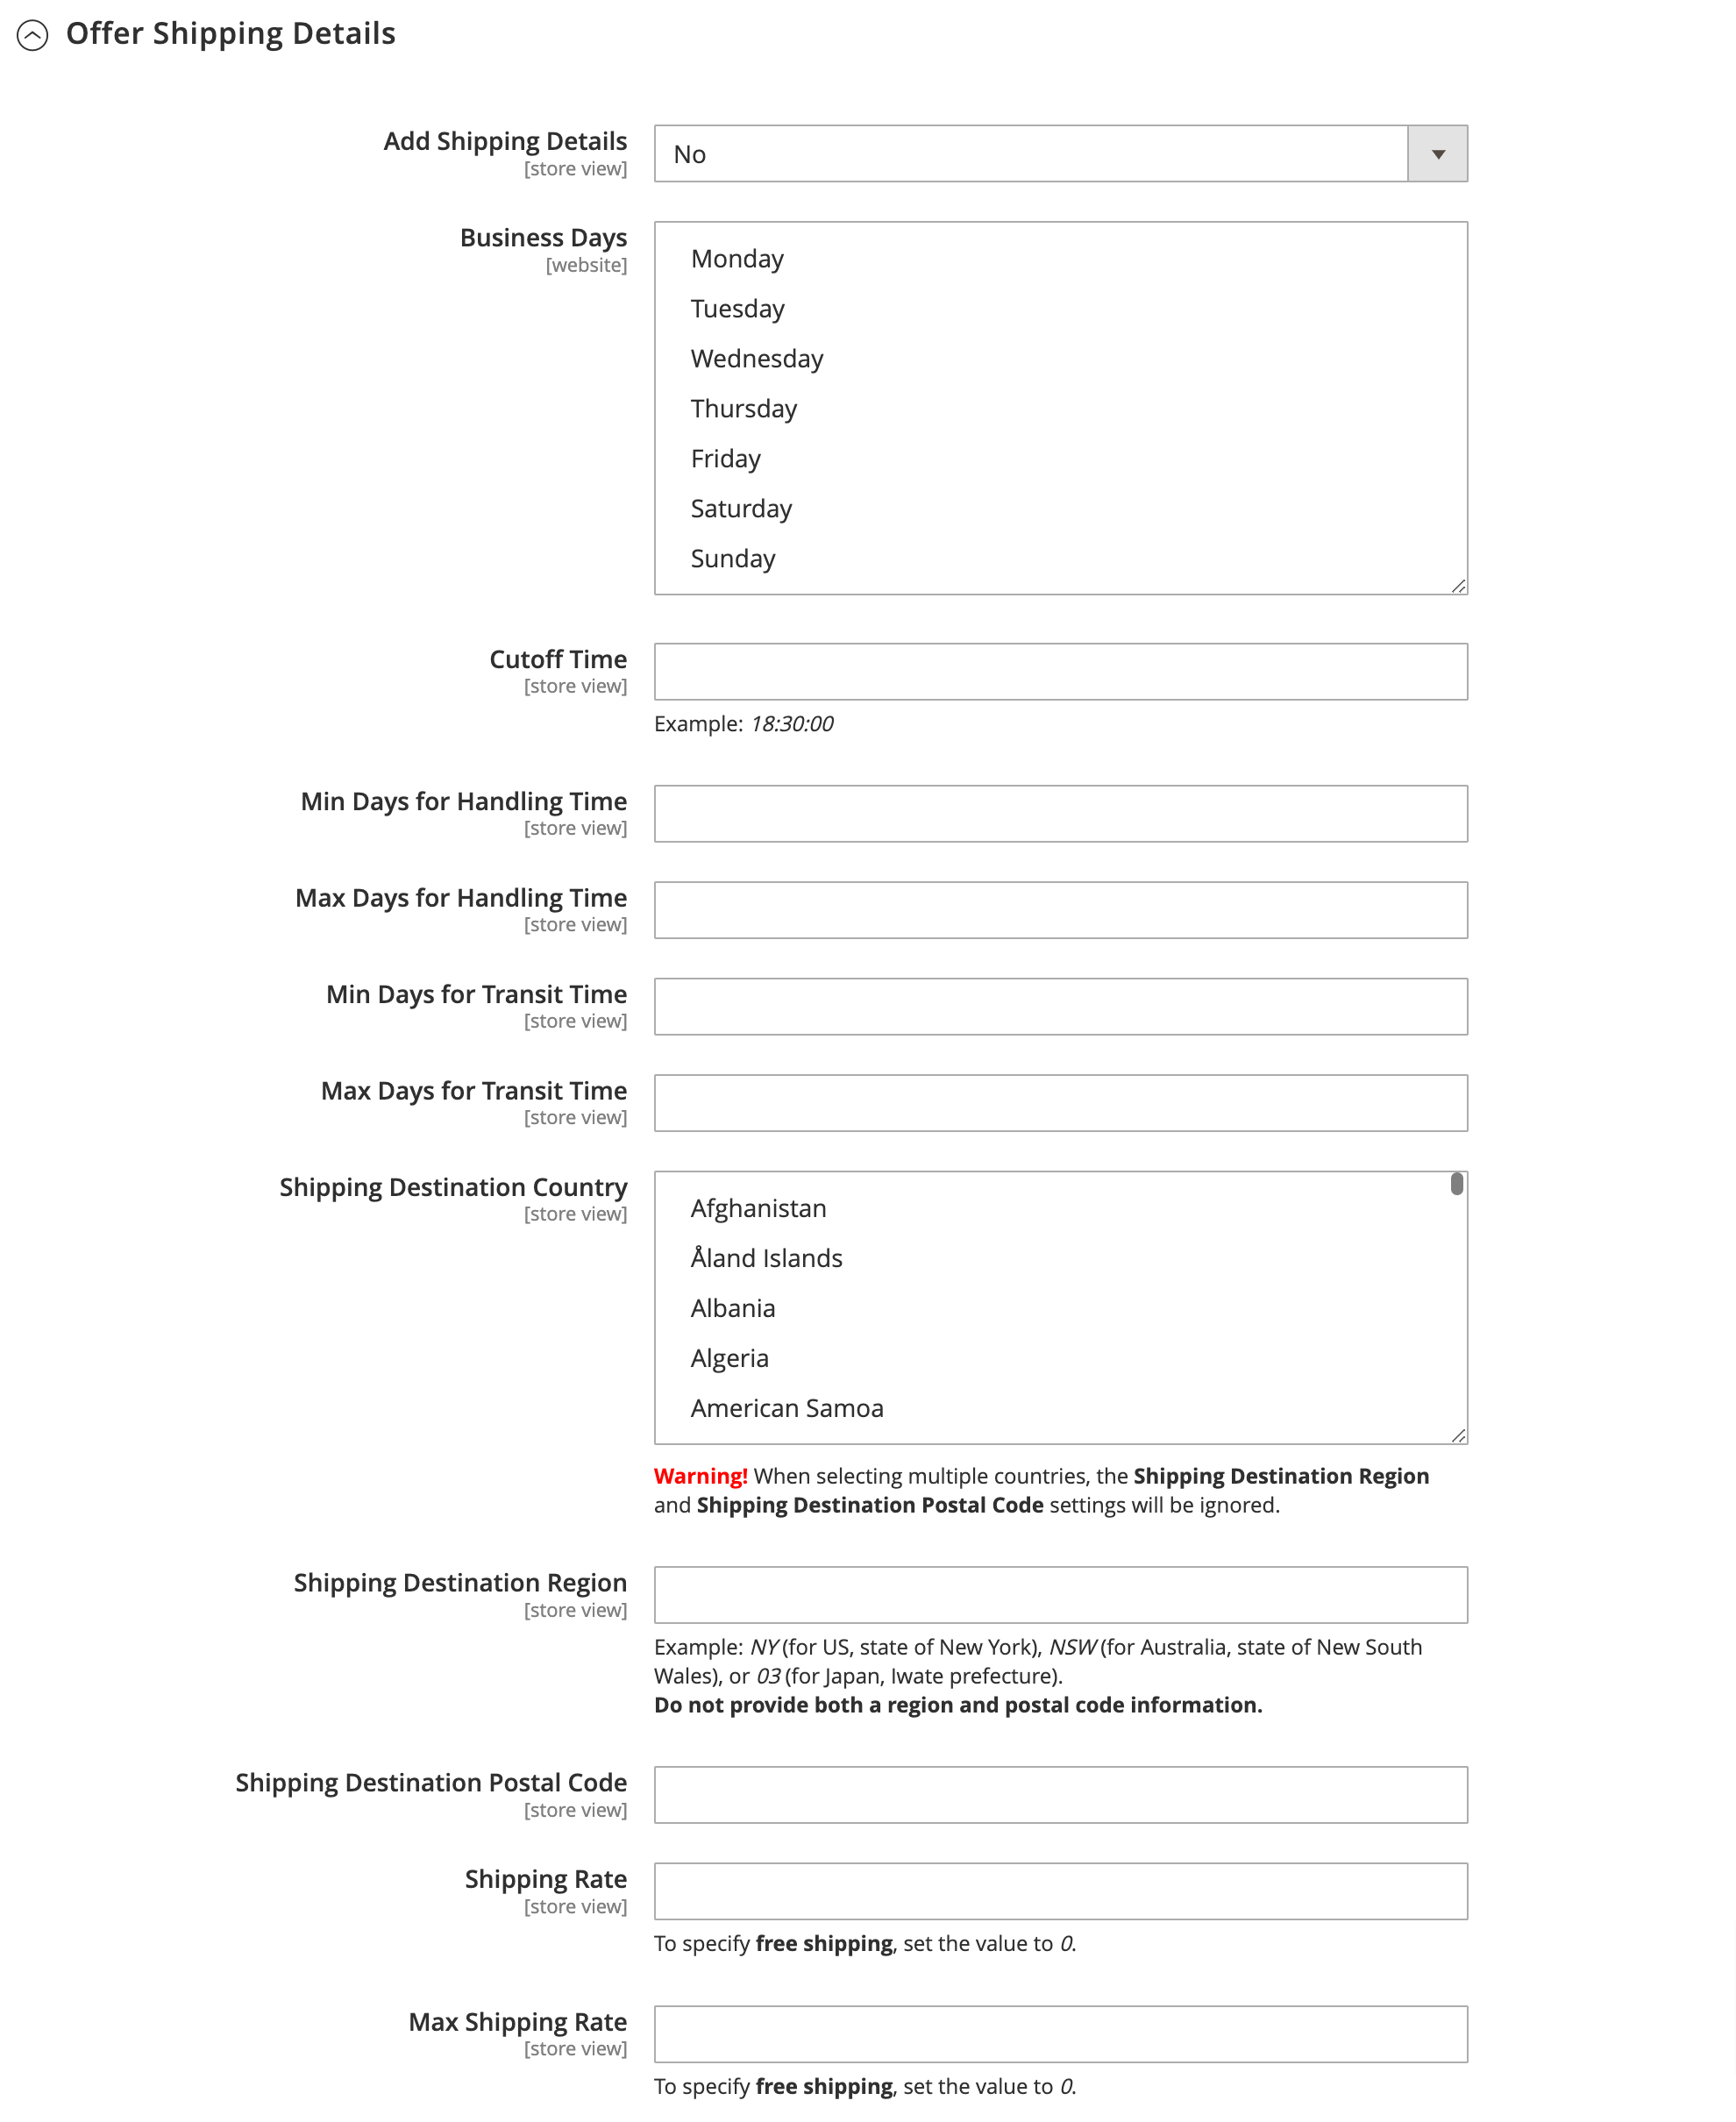 Offer Shipping Details
Add Shipping Details
[store view]
No
Business Days
[website]
Monday
Tuesday
Wednesday
Thursday
Friday
Saturday
Sunday
Cutoff Time
[store view]
Example: 18:30:00
Min Days for Handling Time
[store view]
Max Days for Handling Time
[store view]
Min Days for Transit Time
[store view]
Max Days for Transit Time
[store view]
Shipping Destination Country
[store view]
Afghanistan
Åland Islands
Albania
Algeria
American Samoa
Warning! When selecting multiple countries, the Shipping Destination Region
and Shipping Destination Postal Code settings will be ignored.
Shipping Destination Region
[store view]
Example: NY (for US, state of New York), NSW (for Australia, state of New South
Wales), or 03 (for Japan, Iwate prefecture).
Do not provide both a region and postal code information.
Shipping Destination Postal Code
[store view]
Shipping Rate
[store view]
To specify free shipping, set the value to 0.
Max Shipping Rate
[store view]
To specify free shipping, set the value to 0.